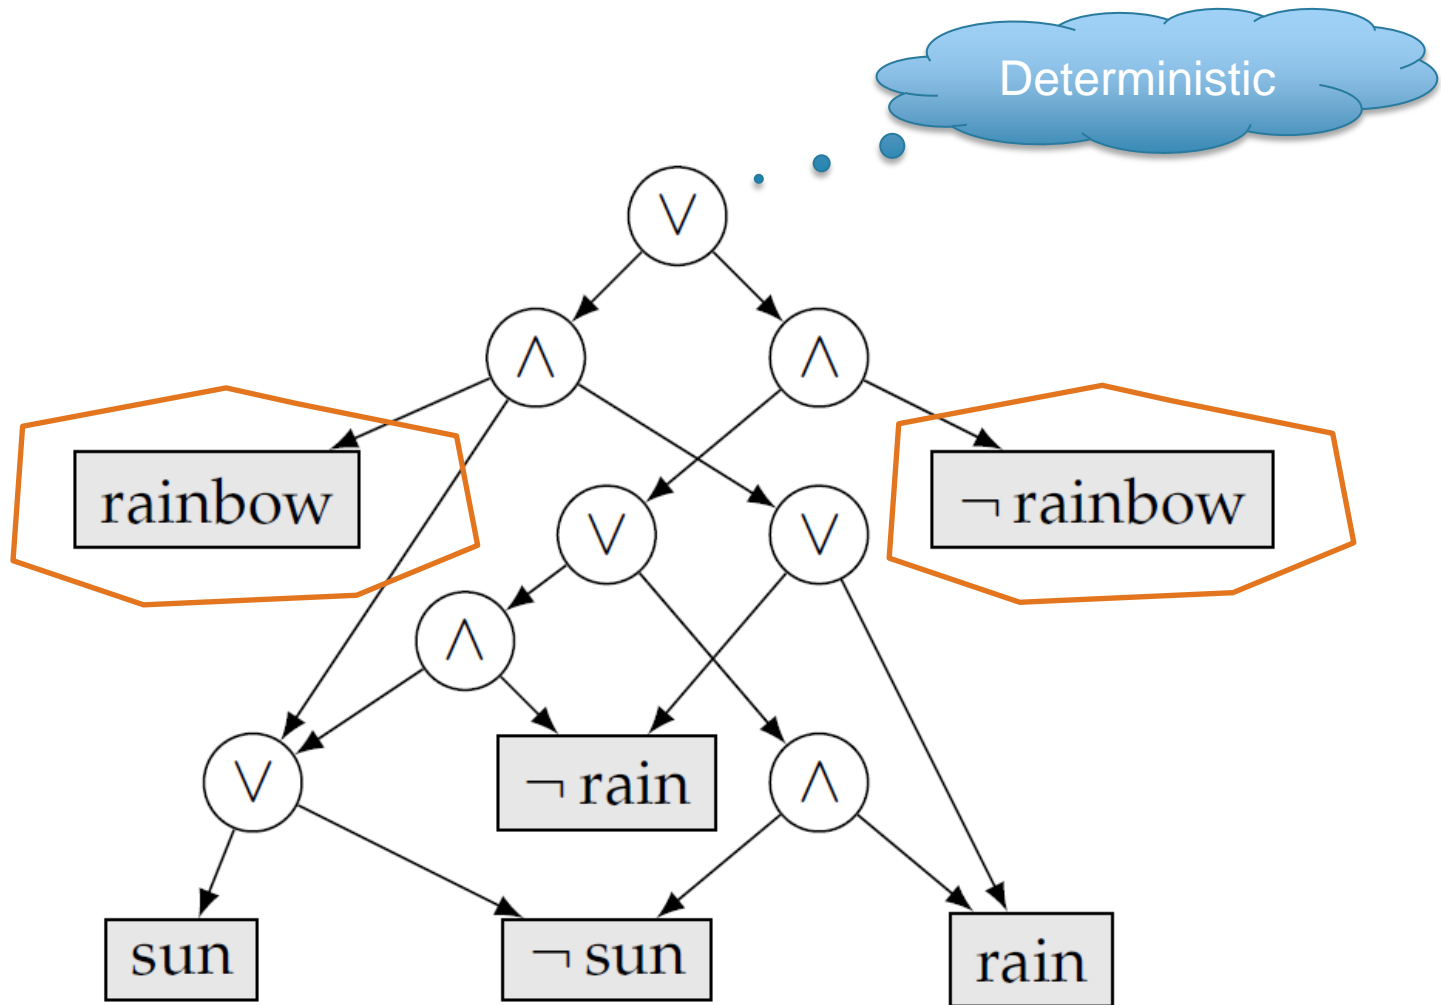 Deterministic
∨
∧ ∧
rainbow
¬ rainbow
∨ ∨
∧
∨
¬ rain
∧
sun
¬ sun
rain